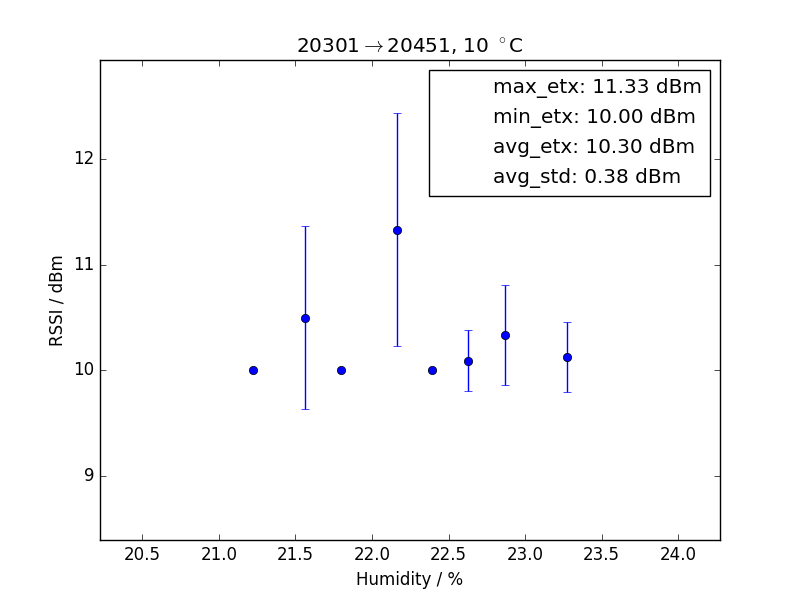 20301→20451, 10 °C
max_etx: 11.33 dBm
min_etx: 10.00 dBm
avg_etx: 10.30 dBm
avg_std: 0.38 dBm
12
11
10
9
RSSI / dBm
20.5 21.0 21.5 22.0 22.5 23.0 23.5 24.0
Humidity / %